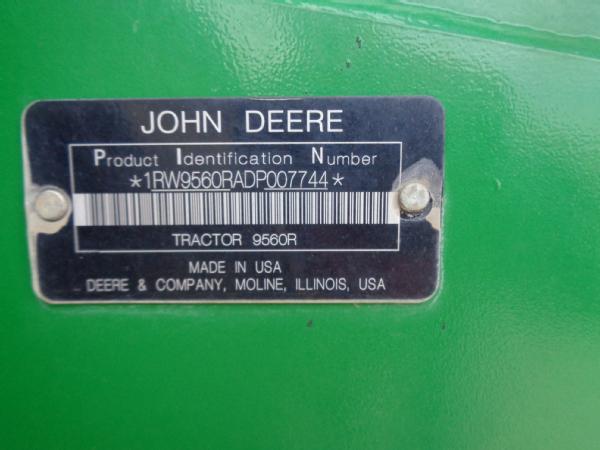 JOHN DEERE
Product Identification Number
*1RW9560RADP007744*
TRACTOR 9560R
MADE IN USA
DEERE & COMPANY, MOLINE, ILLINOIS, USA